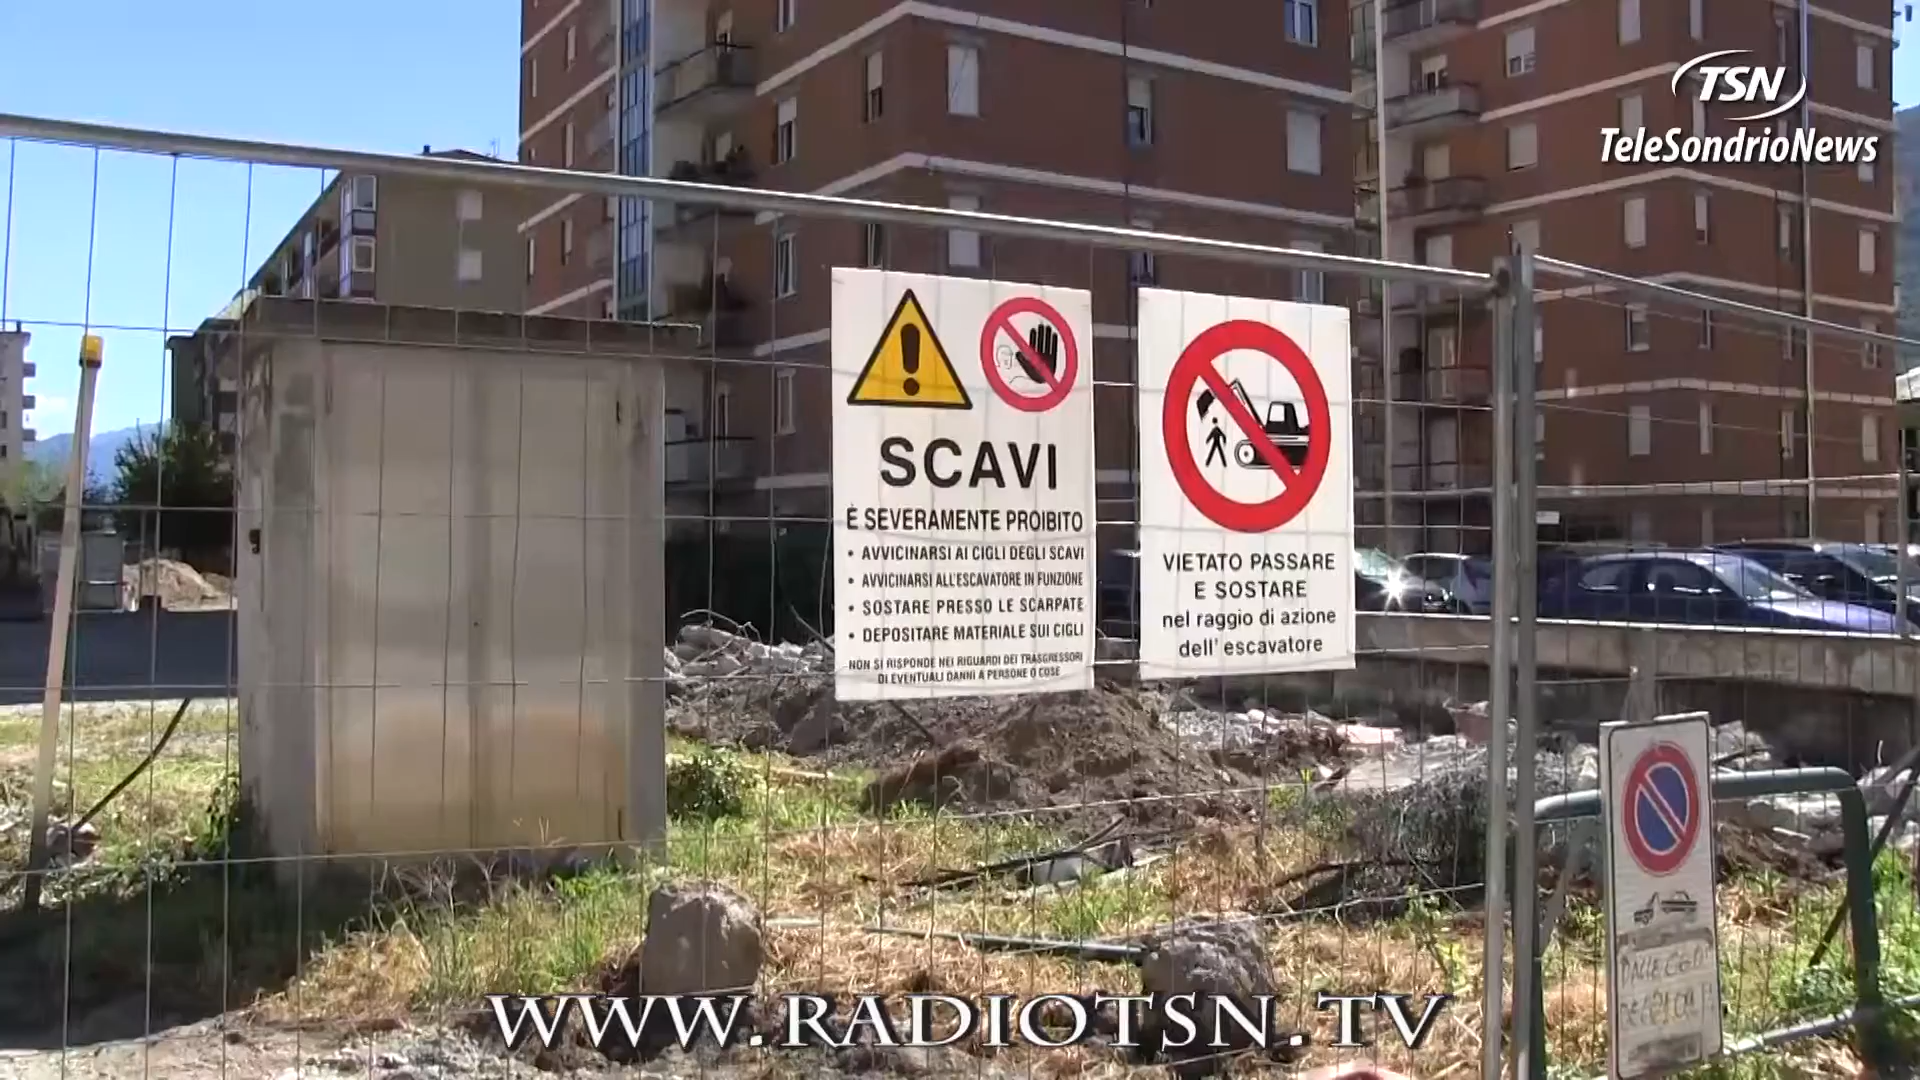 TSN
TeleSondrioNews
SCAVI
È SEVERAMENTE PROIBITO
• AVVICINARSI AI CIGLI DEGLI SCAVI
• AVVICINARSI ALL'ESCAVATORE IN FUNZIONE
• SOSTARE PRESSO LE SCARPATE
• DEPOSITARE MATERIALE SUI CIGLI
NON SI RISPONDE NEI RIGUARDI DEI TRASGRESSORI
DI EVENTUALI DANNI A PERSONE O COSE
VIETATO PASSARE
E SOSTARE
nel raggio di azione
dell' escavatore
DALLE
WWW.RADIOTSN.TV